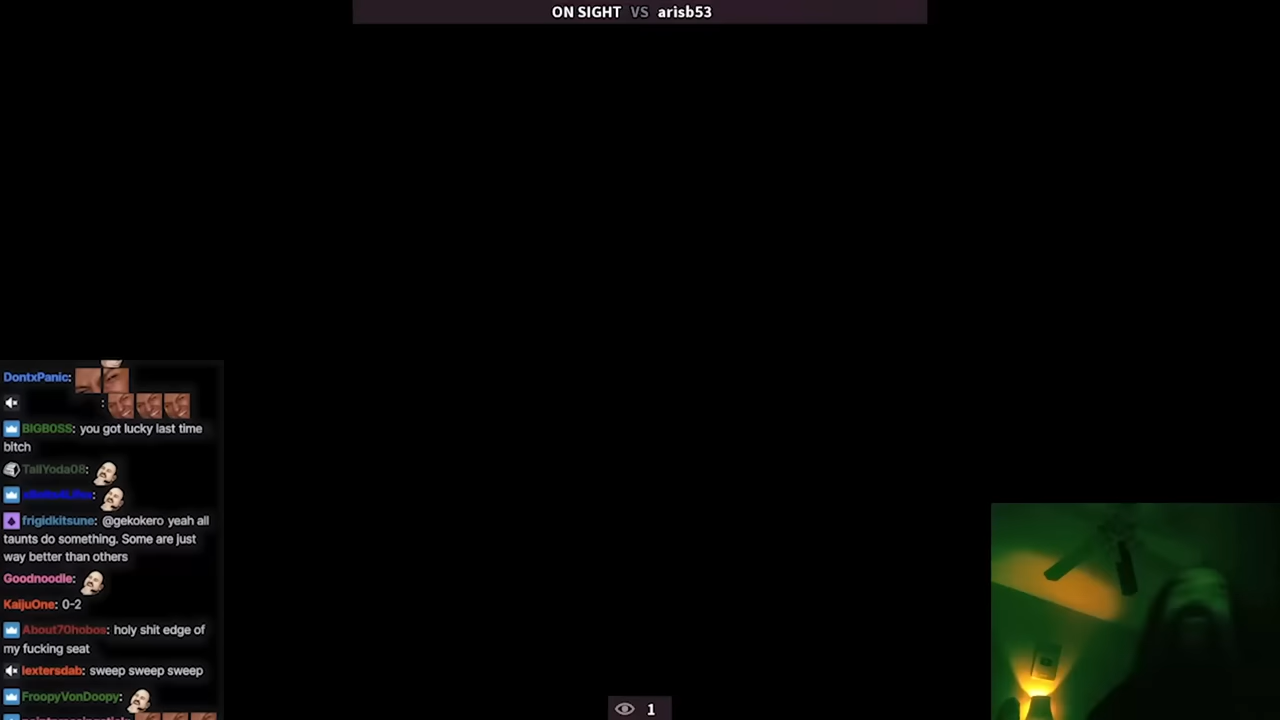 ON SIGHT VS arisb53
DontxPanic:
:
BIGB0SS: you got lucky last time
bitch
TallYoda08:
frigidkitsune: @gekokero yeah all
taunts do something. Some are just
way better than others
Goodnoodle:
KaijuOne: 0-2
About70hobos: holy shit edge of
my fucking seat
lextersdab: sweep sweep sweep
FroopyVonDoopy:
1